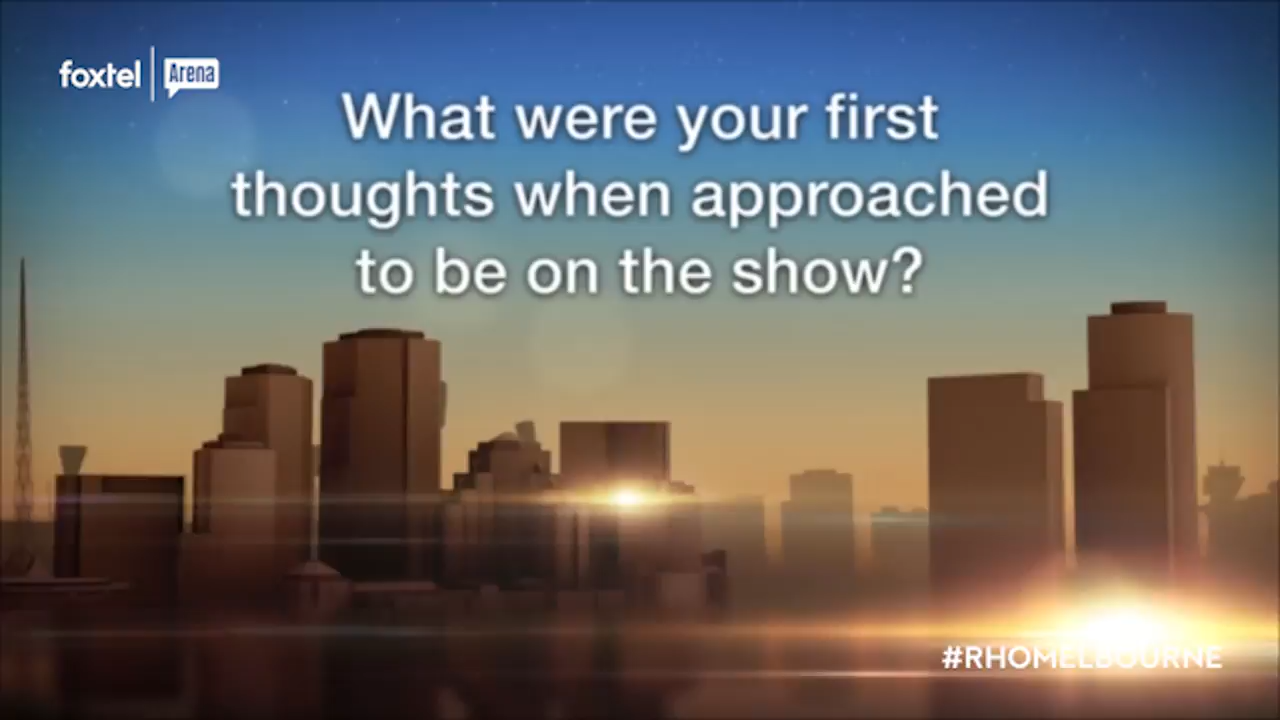 foxtel Arena
What were your first
thoughts when approached
to be on the show?
#RHOMELBOURNE